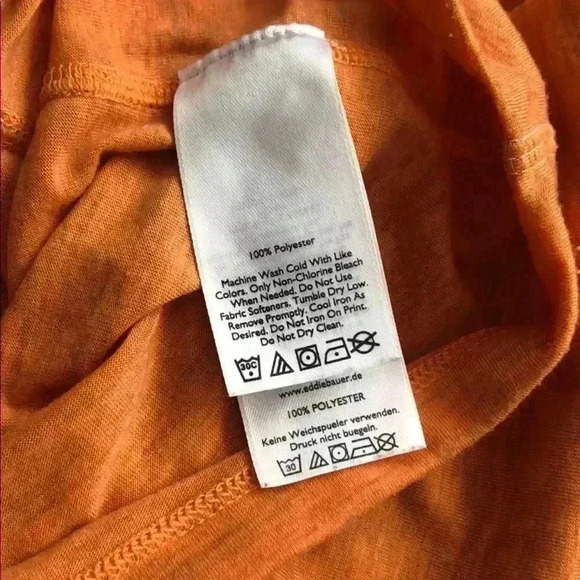 100% Polyester
Machine Wash Cold With Like
Colors. Only Non-Chlorine Bleach
When Needed. Do Not Use
Fabric Softeners. Tumble Dry Low.
Remove Promptly. Cool Iron As
Desired. Do Not Iron On Print.
Do Not Dry Clean.
30C
www.eddiebauer.de
100% POLYESTER
Keine Weichspueler verwenden.
Druck nicht buegeln.
30